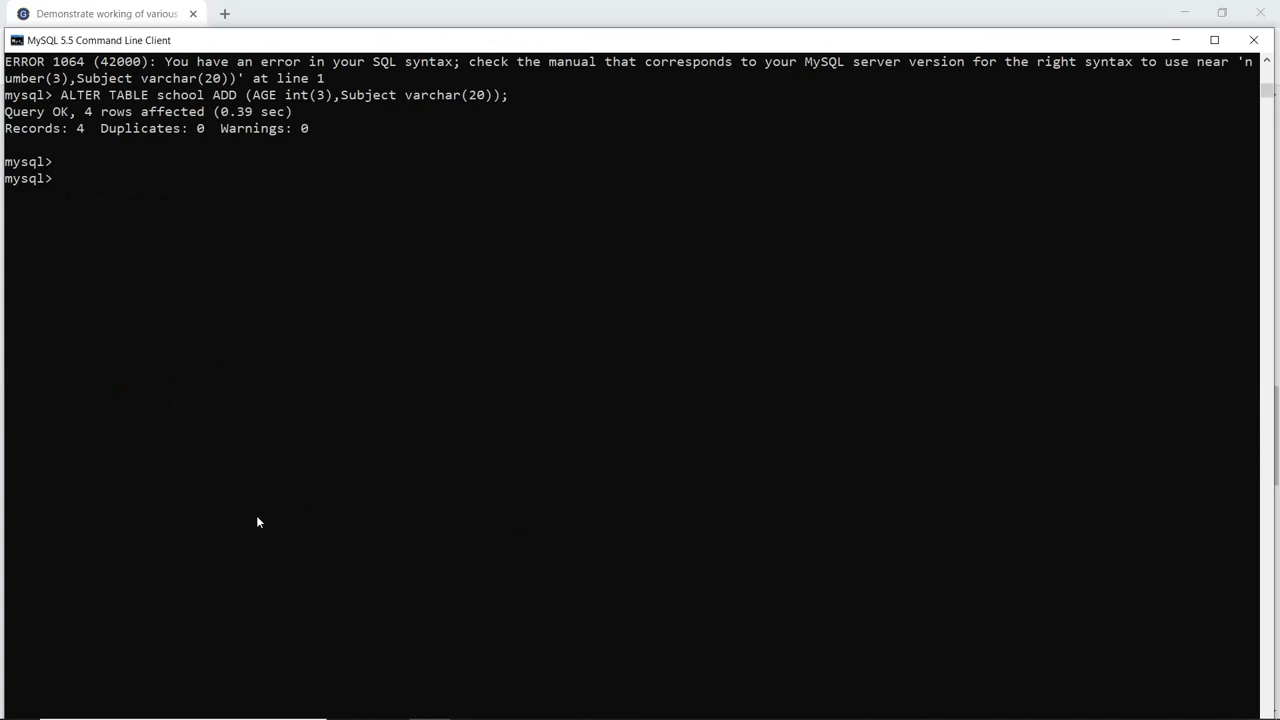 Demonstrate working of various
MySQL 5.5 Command Line Client
ERROR 1064 (42000): You have an error in your SQL syntax; check the manual that corresponds to your MySQL server version for the right syntax to use near 'n
umber(3),Subject varchar(20))' at line 1
mysql> ALTER TABLE school ADD (AGE int(3),Subject varchar(20));
Query OK, 4 rows affected (0.39 sec)
Records: 4  Duplicates: 0  Warnings: 0
mysql>
mysql>